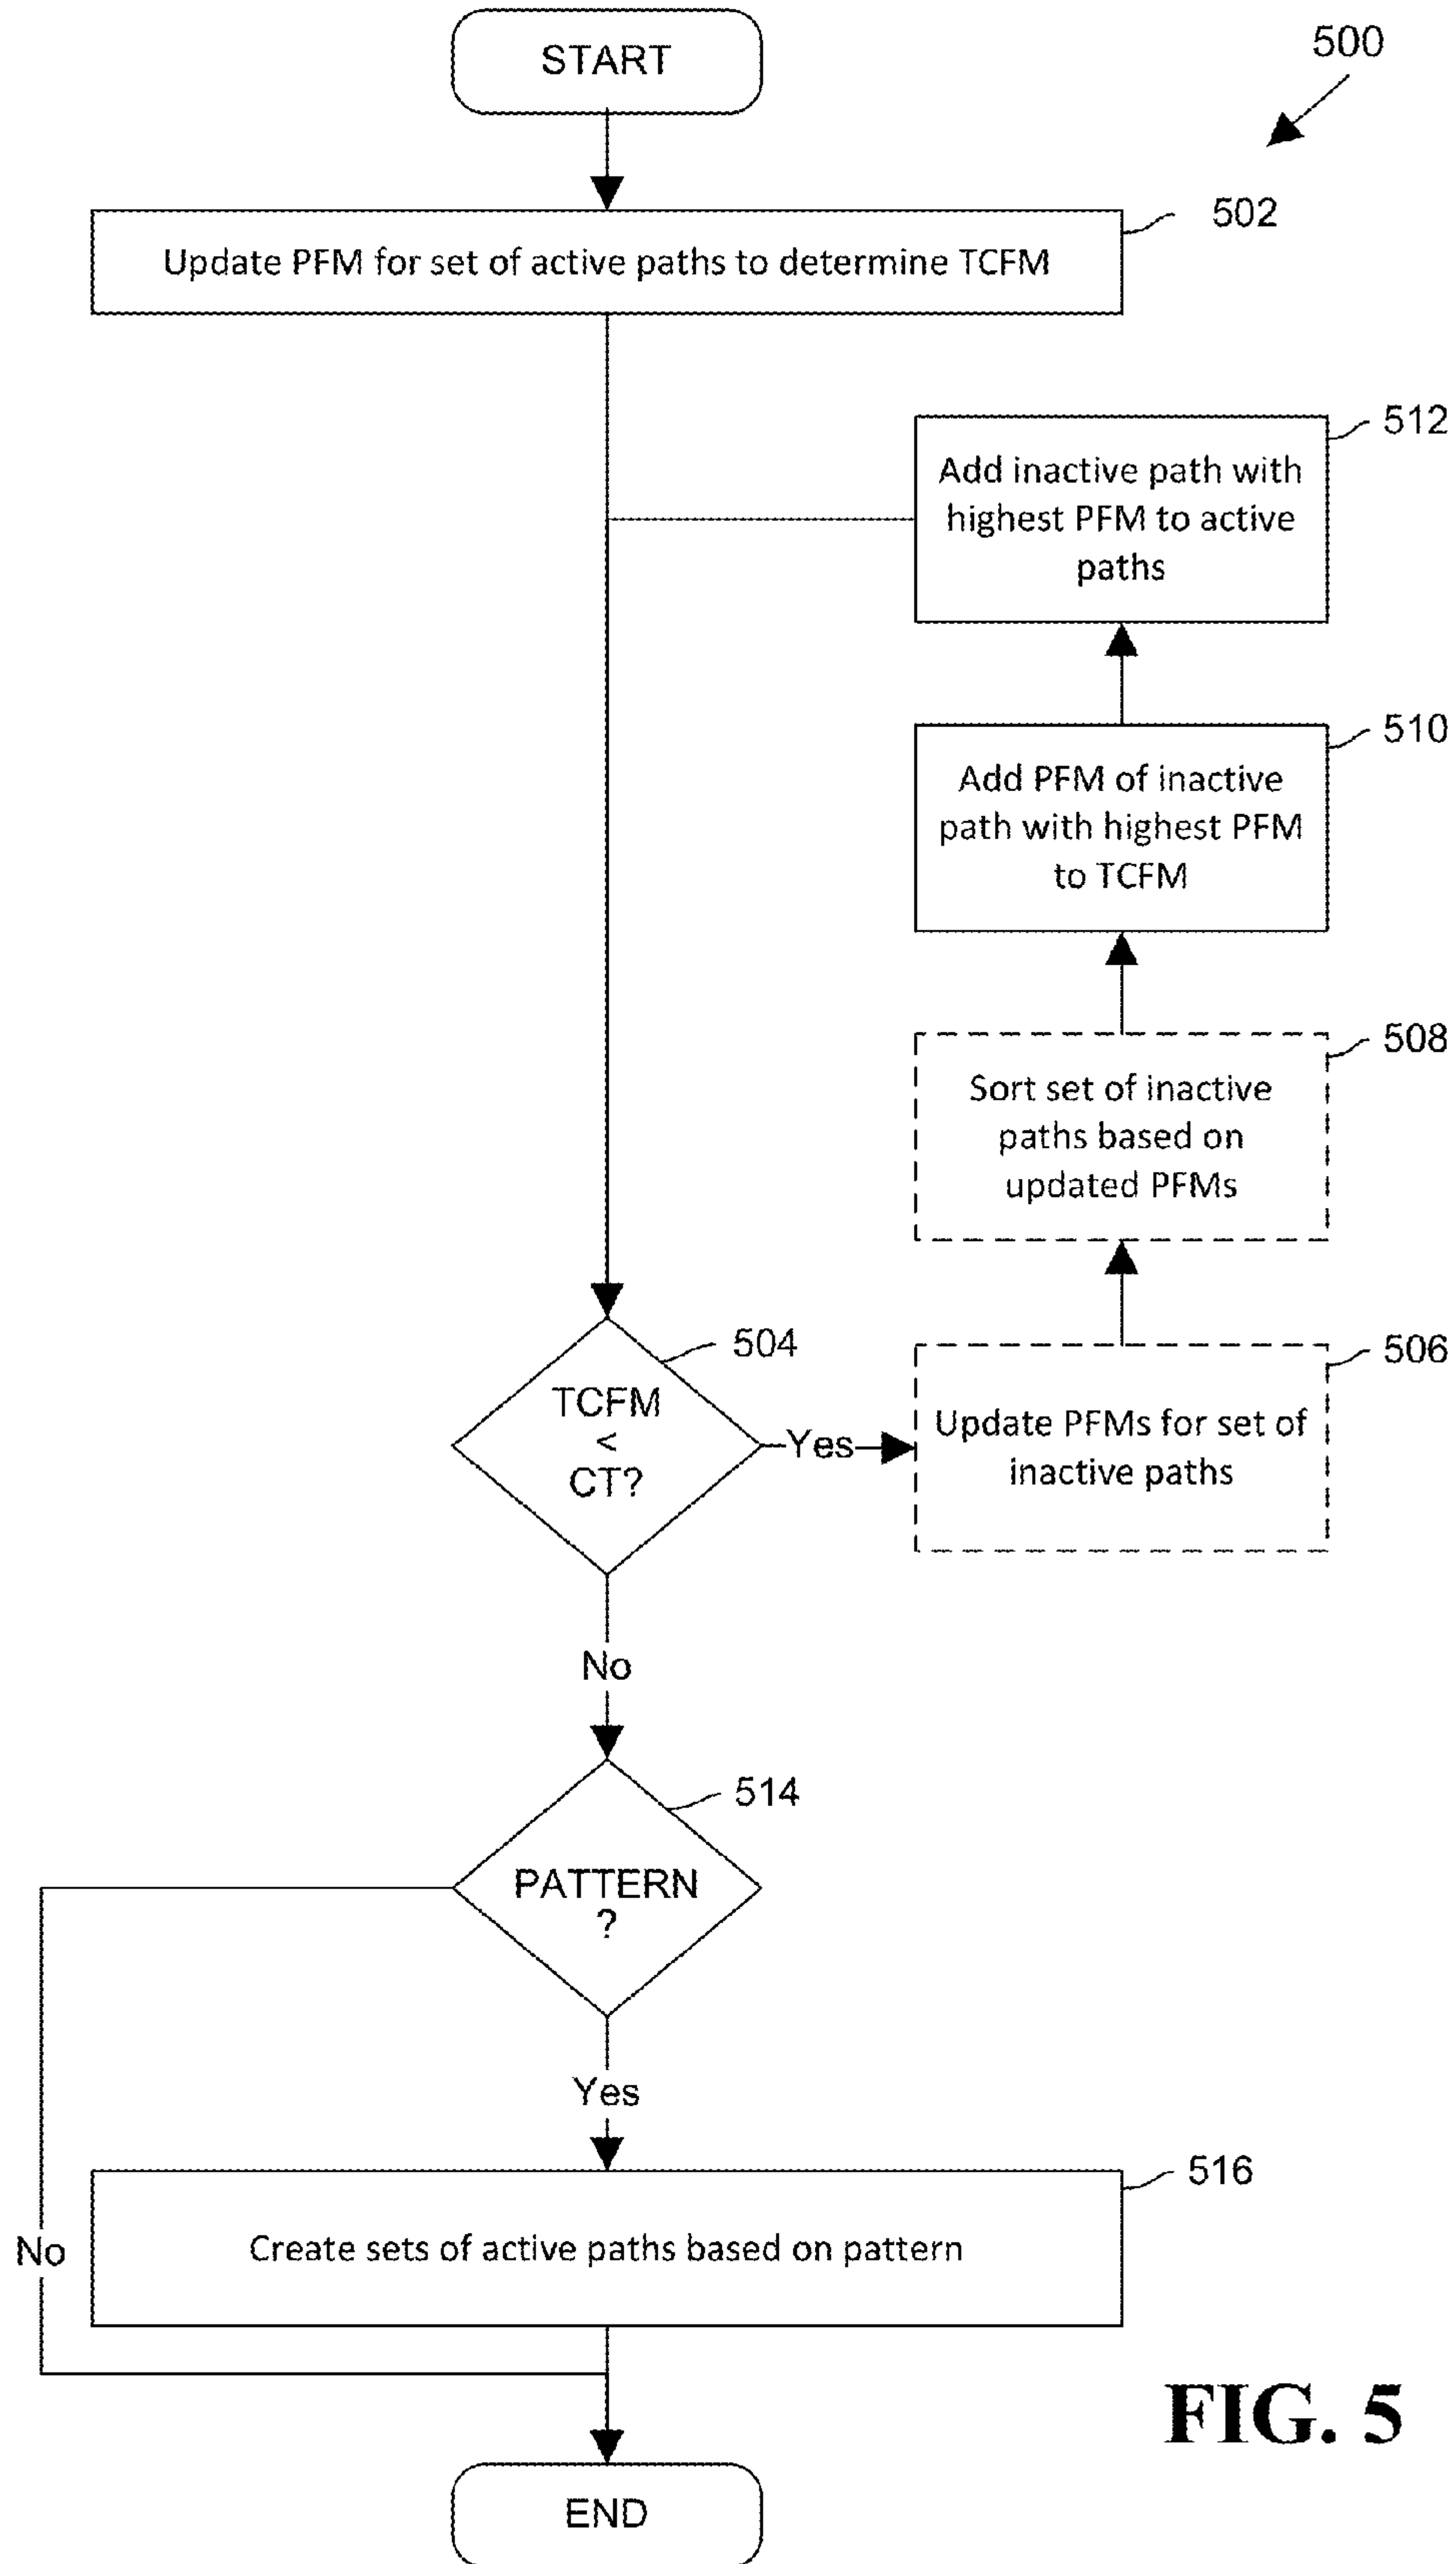 START
500
502
Update PFM for set of active paths to determine TCFM
512
Add inactive path with
highest PFM to active
paths
510
Add PFM of inactive
path with highest PFM
to TCFM
508
Sort set of inactive
paths based on
updated PFMs
504
506
TCFM
<
CT?
Yes
Update PFMs for set of
inactive paths
No
514
PATTERN
?
Yes
516
No
Create sets of active paths based on pattern
FIG. 5
END